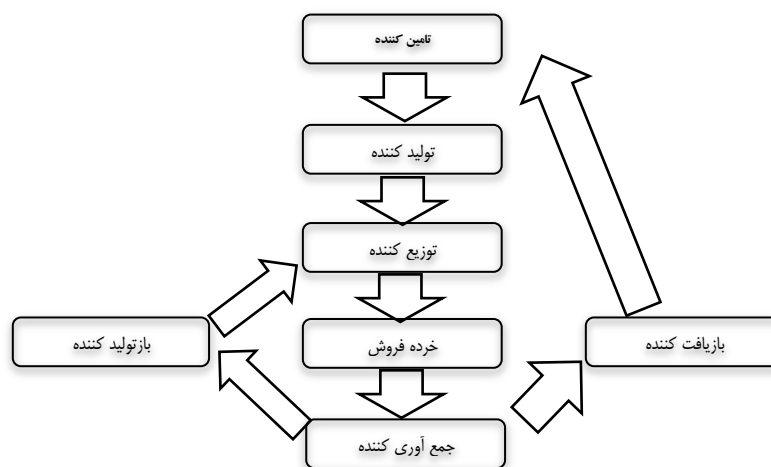 تامین کننده
تولید کننده
توزیع کننده
بازیافت کننده
خرده فروش
بازتولید کننده
جمع آوری کننده